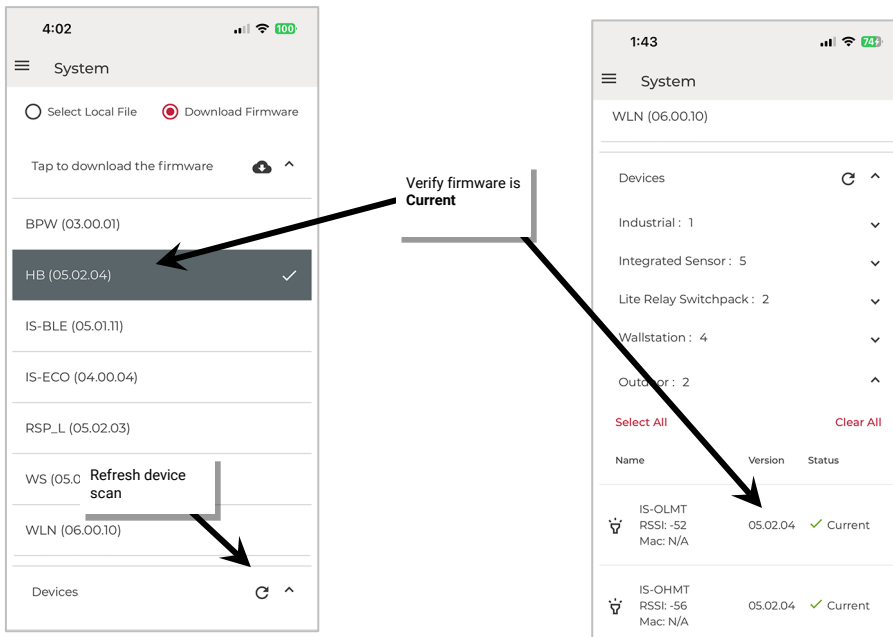 4:02
100
System
Select Local File
Download Firmware
Tap to download the firmware
BPW (03.00.01)
HB (05.02.04)
IS-BLE (05.01.11)
IS-ECO (04.00.04)
RSP_L (05.02.03)
WS (05.0
Refresh device
scan
WLN (06.00.10)
Devices
Verify firmware is
Current
1:43
74
System
WLN (06.00.10)
Devices
Industrial : 1
Integrated Sensor : 5
Lite Relay Switchpack : 2
Wallstation : 4
Outdoor : 2
Select All
Clear All
Name Version Status
IS-OLMT
RSSI: -52 05.02.04 Current
Mac: N/A
IS-OHMT
RSSI: -56 05.02.04 Current
Mac: N/A